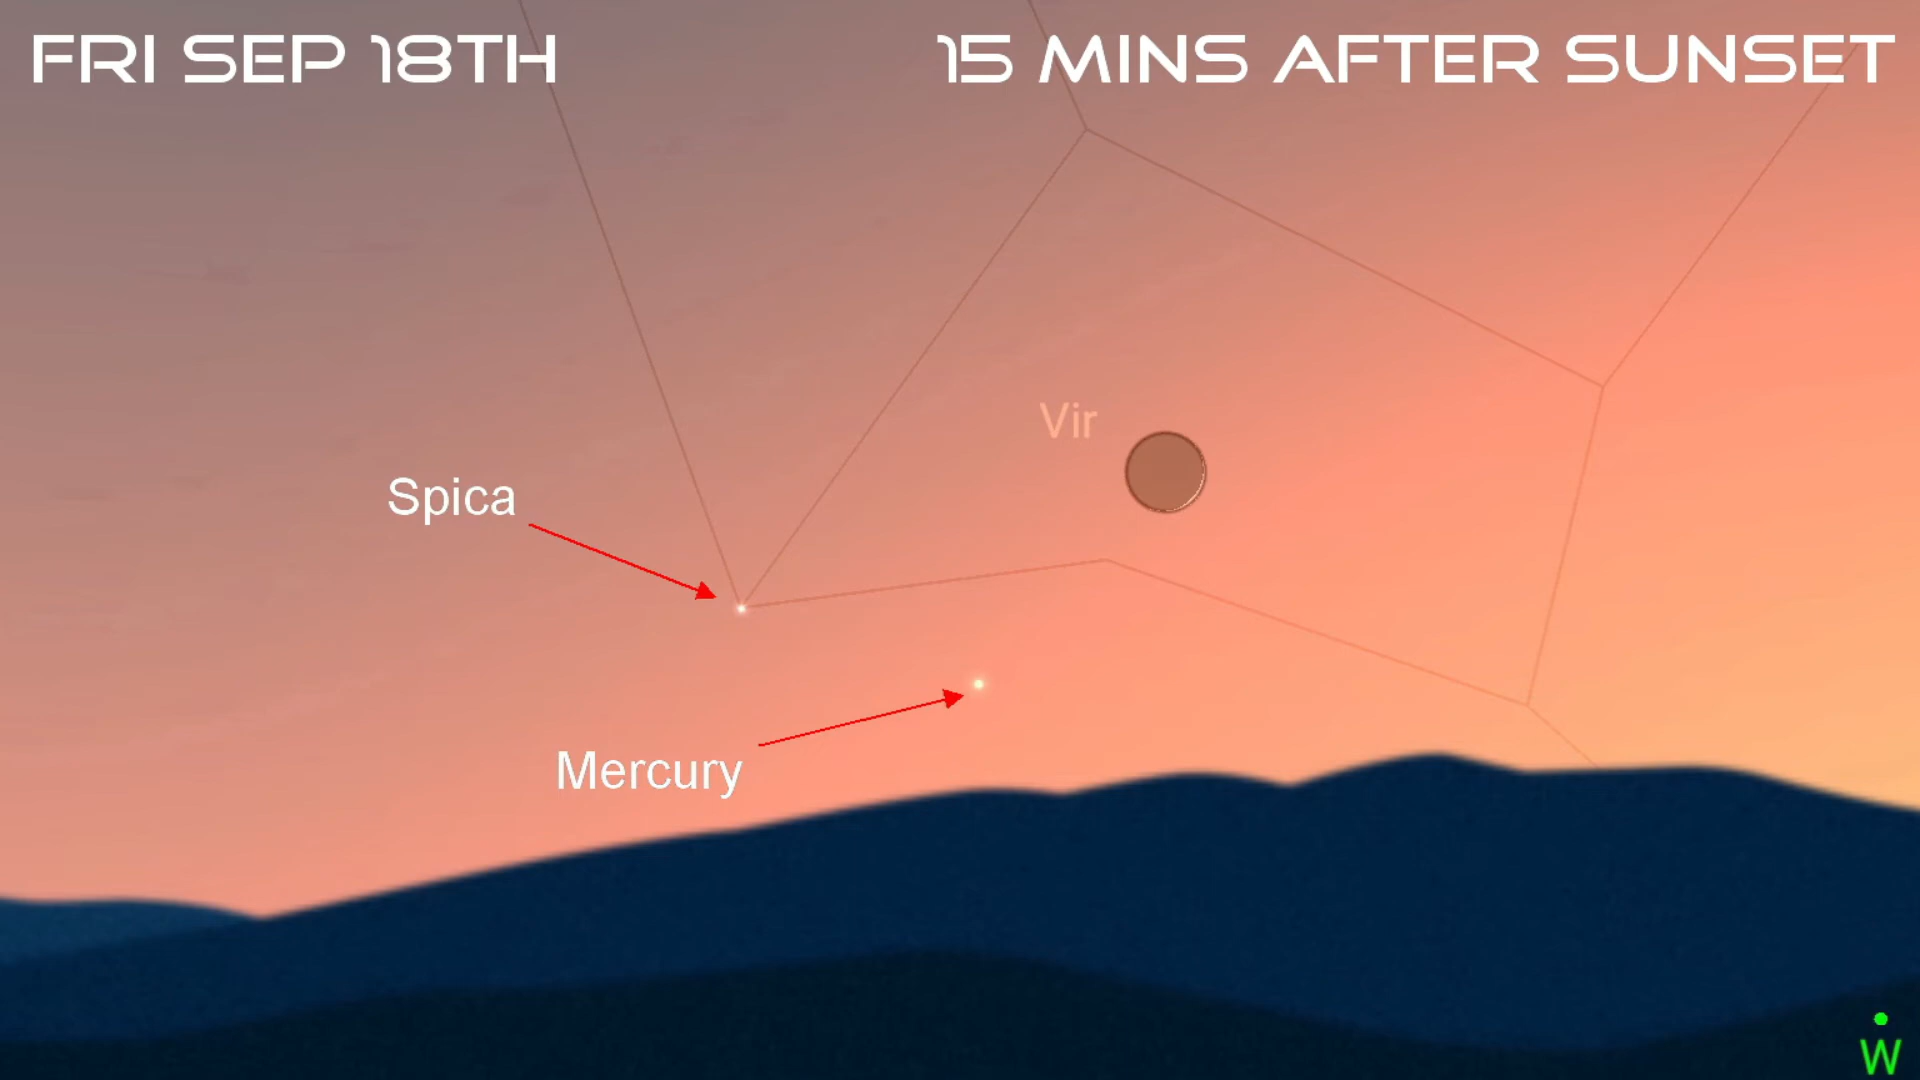 FRI SEP 18TH
15 MINS AFTER SUNSET
Vir
Spica
Mercury
W